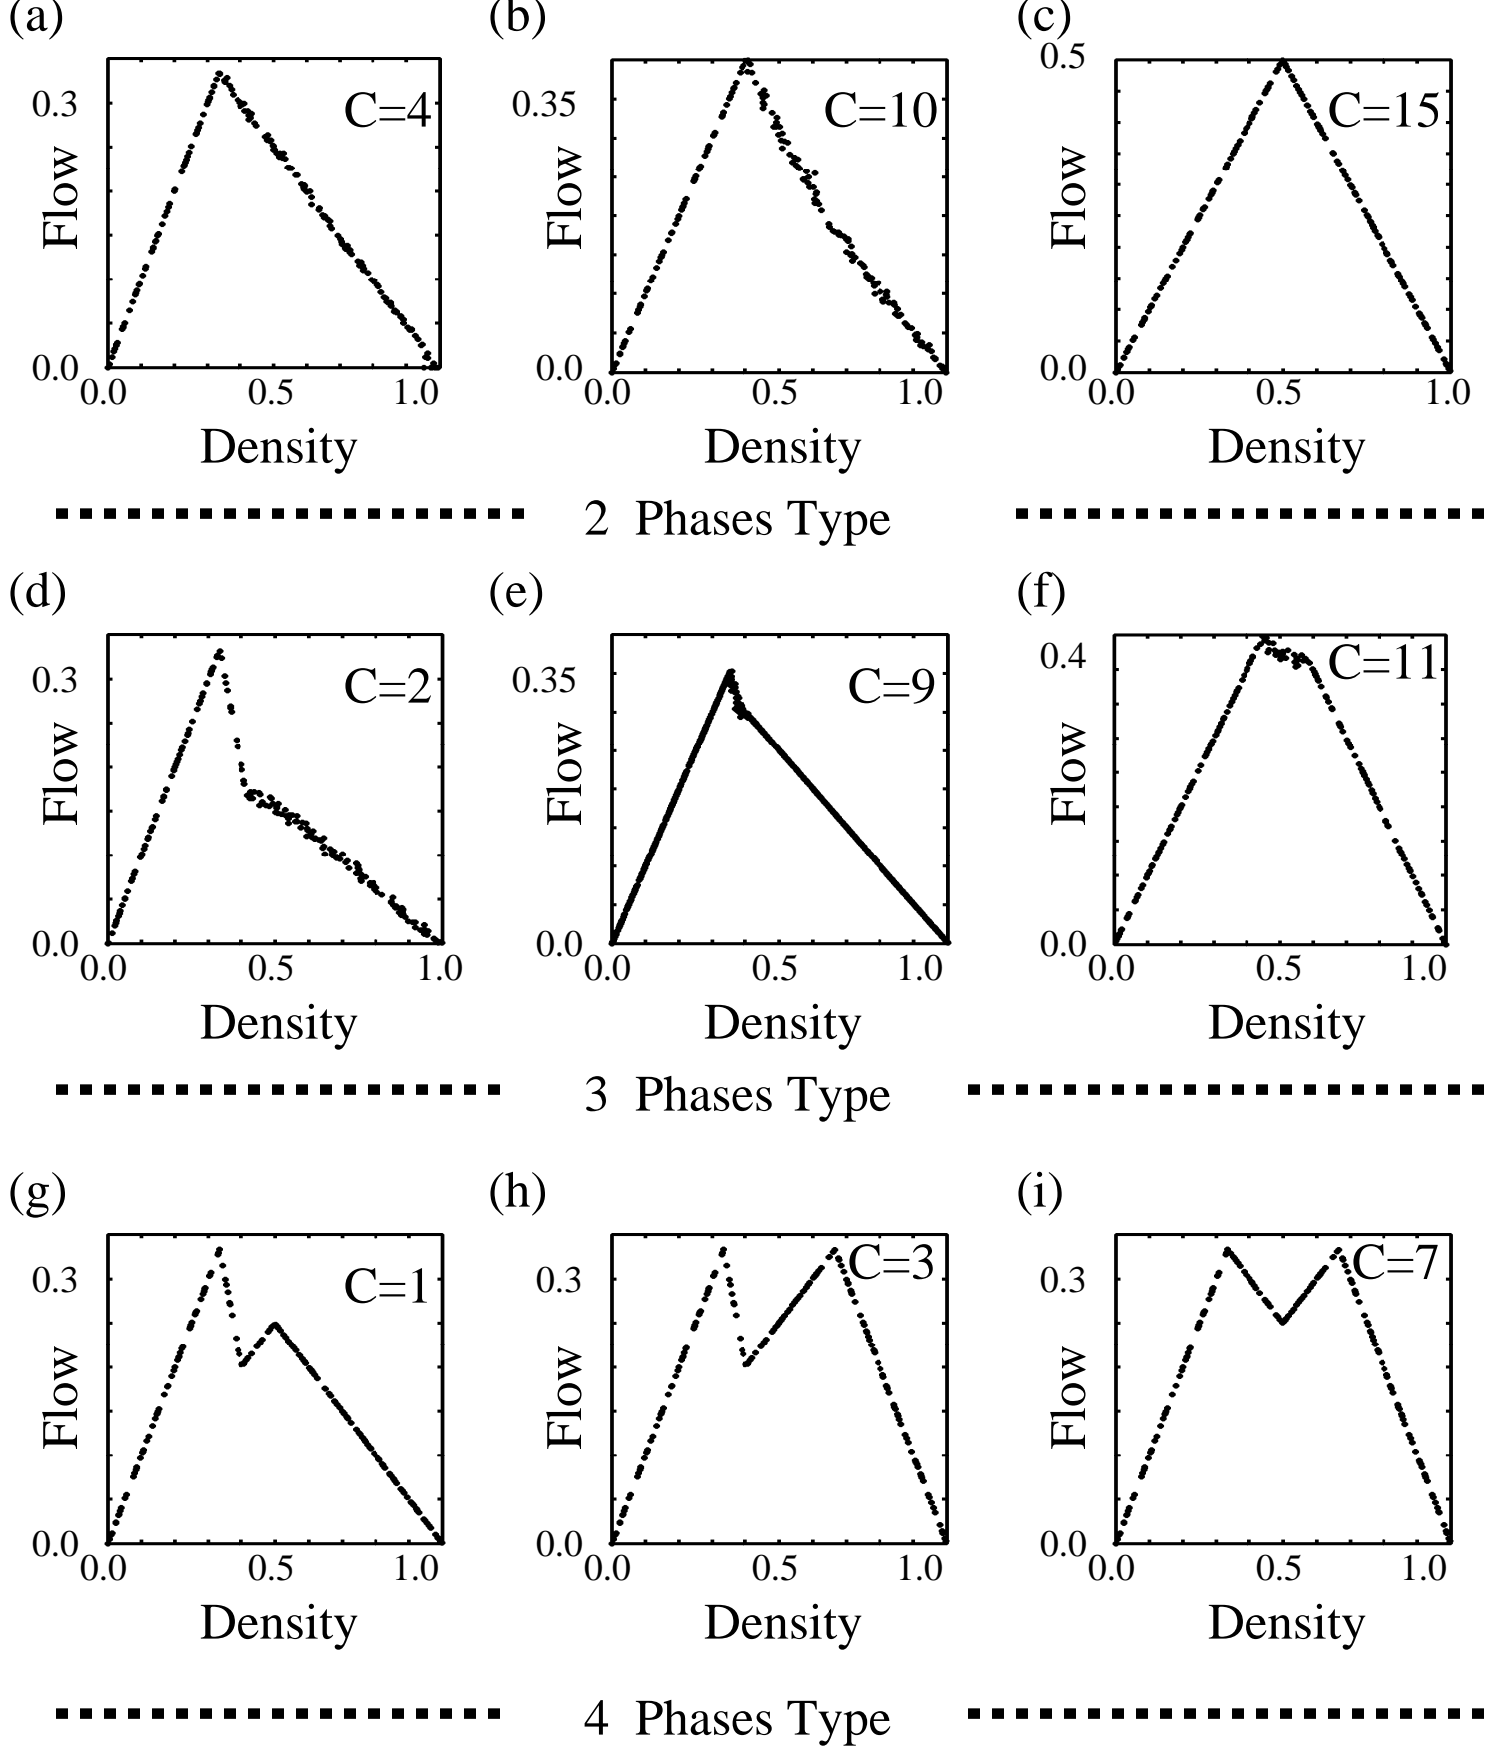 (a) (b) (c)
0.3 C=4 0.35 C=10 0.5 C=15
Flow Flow Flow
0.0 0.0 0.0
0.0 0.5 1.0 0.0 0.5 1.0 0.0 0.5 1.0
Density Density Density
2 Phases Type
(d) (e) (f)
0.3 C=2 0.35 C=9 0.4 C=11
Flow Flow Flow
0.0 0.0 0.0
0.0 0.5 1.0 0.0 0.5 1.0 0.0 0.5 1.0
Density Density Density
3 Phases Type
(g) (h) (i)
0.3 C=1 0.3 C=3 0.3 C=7
Flow Flow Flow
0.0 0.0 0.0
0.0 0.5 1.0 0.0 0.5 1.0 0.0 0.5 1.0
Density Density Density
4 Phases Type